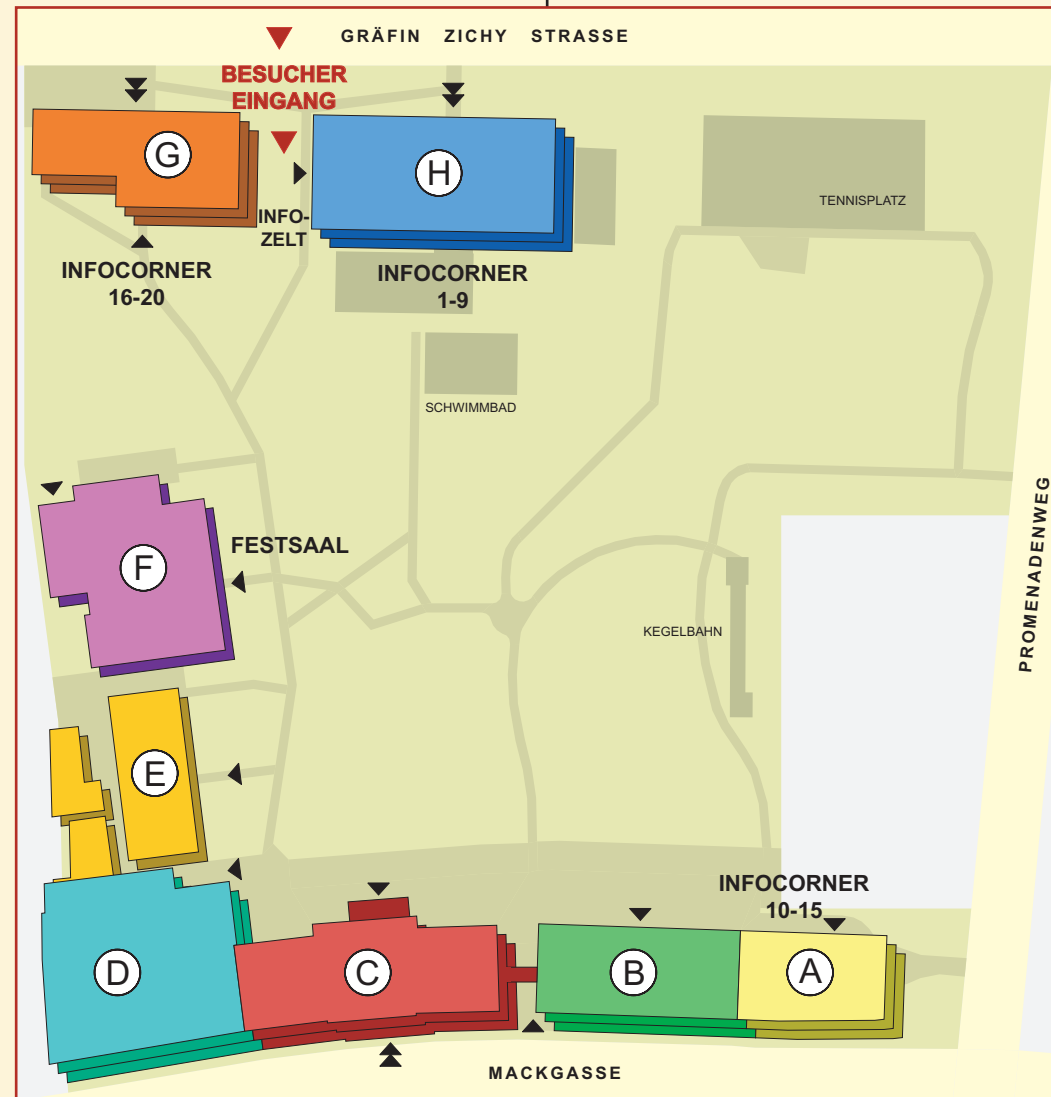 GRÄFIN ZICHY STRASSE
BESUCHER
EINGANG
G
H
INFO-
ZELT
TENNISPLATZ
INFOCORNER
16-20
INFOCORNER
1-9
SCHWIMMBAD
PROMENADENWEG
FESTSAAL
F
KEGELBAHN
E
INFOCORNER
10-15
D
C
B
A
MACKGASSE